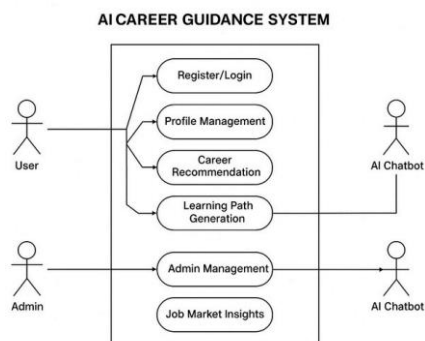 AI CAREER GUIDANCE SYSTEM
Register/Login
Profile Management
Career
Recommendation
Learning Path
Generation
User
AI Chatbot
Admin Management
Job Market Insights
Admin
AI Chatbot